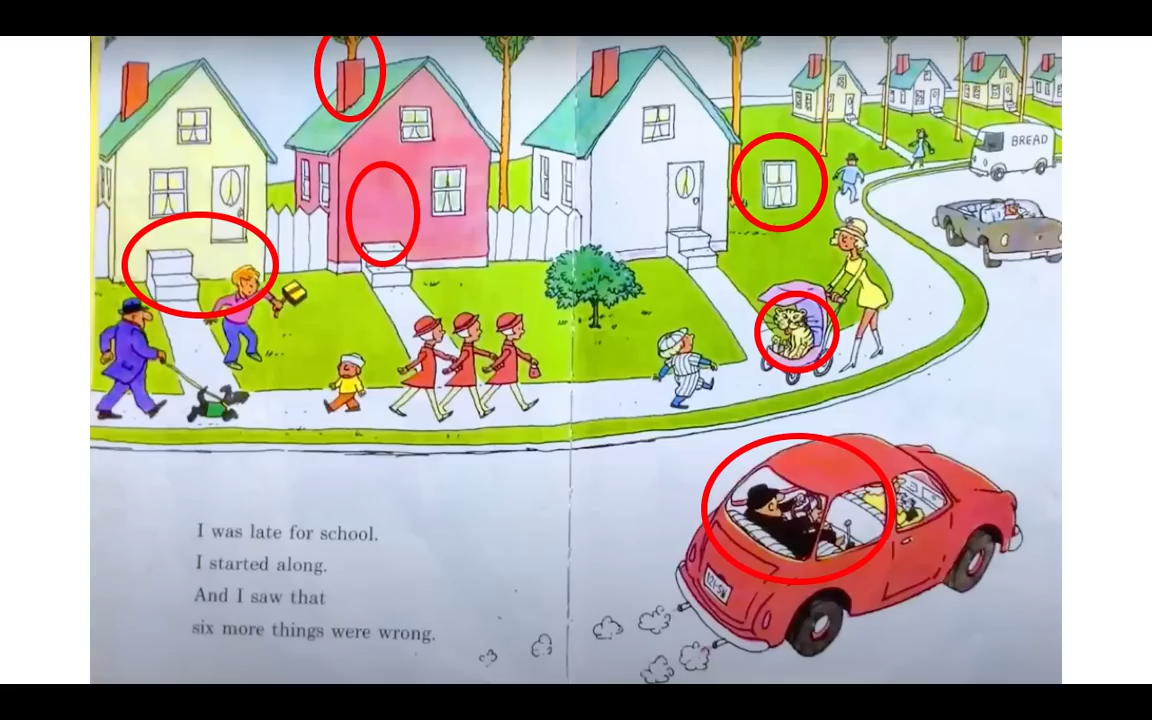 BREAD
I was late for school.
I started along.
And I saw that
six more things were wrong.